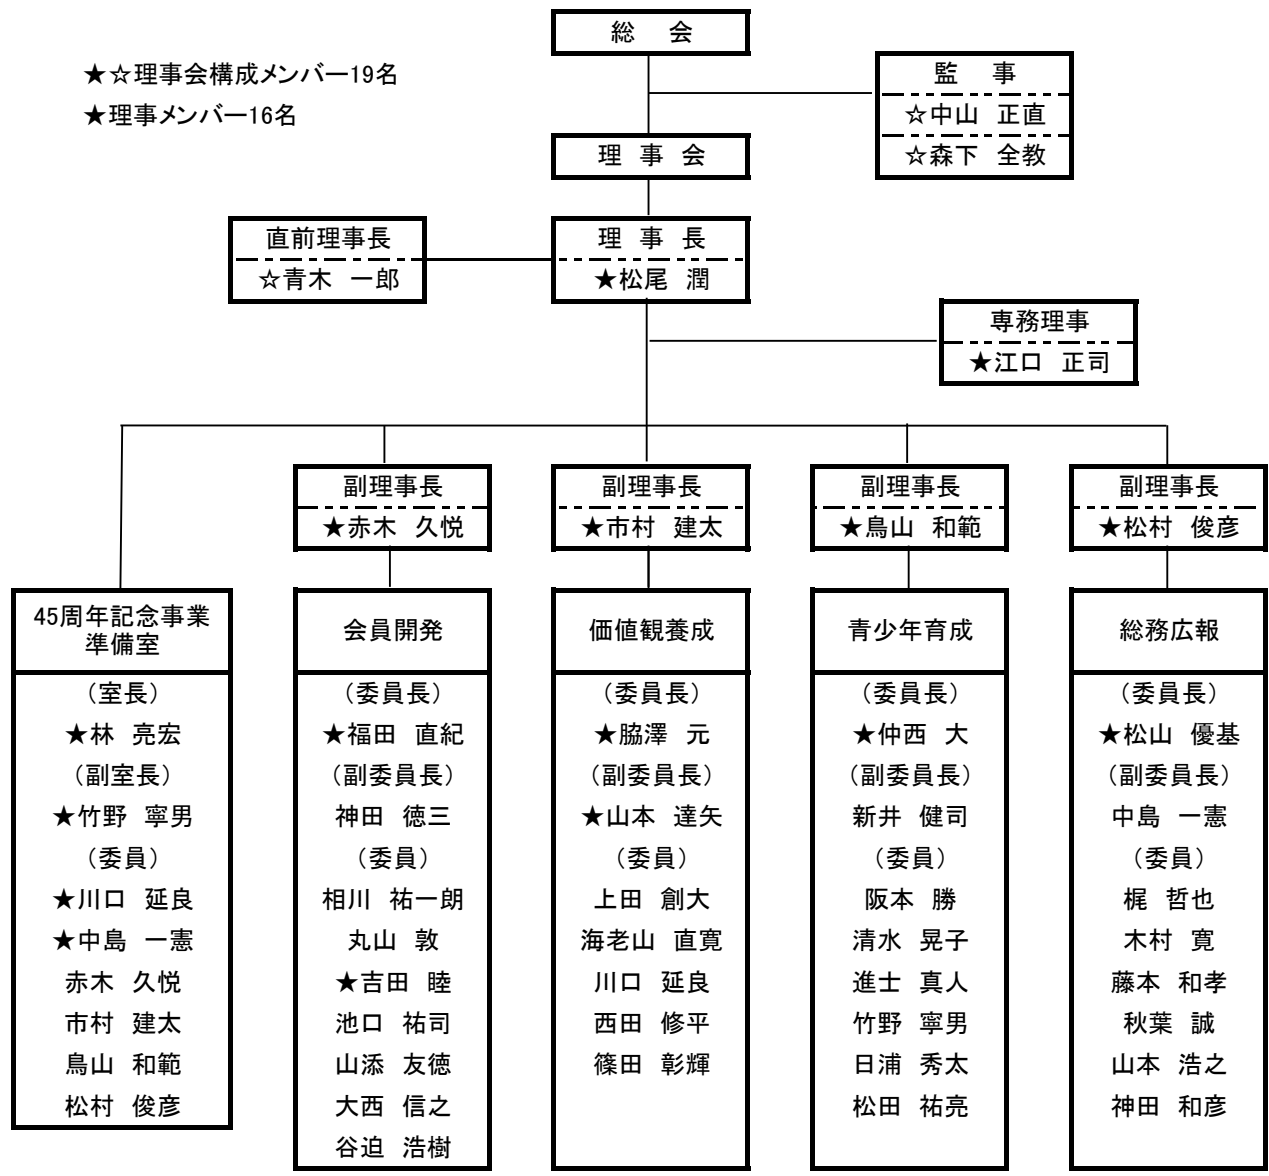 総　会
★☆理事会構成メンバー19名
★理事メンバー16名
監　事
☆中山　正直
☆森下　全教
理　事　会
直前理事長
☆青木　一郎
理　事　長
★松尾　潤
専務理事
★江口　正司
副理事長
★赤木　久悦
副理事長
★市村　建太
副理事長
★鳥山　和範
副理事長
★松村　俊彦
45周年記念事業
準備室
（室長）
★林　亮宏
（副室長）
★竹野　寧男
（委員）
★川口　延良
★中島　一憲
赤木　久悦
市村　建太
鳥山　和範
松村　俊彦
会員開発
（委員長）
★福田　直紀
（副委員長）
神田　徳三
（委員）
相川　祐一朗
丸山　敦
★吉田　睦
池口　祐司
山添　友徳
大西　信之
谷迫　浩樹
価値観養成
（委員長）
★脇澤　元
（副委員長）
★山本　達矢
（委員）
上田　創大
海老山　直寛
川口　延良
西田　修平
篠田　彰輝
青少年育成
（委員長）
★仲西　大
（副委員長）
新井　健司
（委員）
阪本　勝
清水　晃子
進士　真人
竹野　寧男
日浦　秀太
松田　祐亮
総務広報
（委員長）
★松山　優基
（副委員長）
中島　一憲
（委員）
梶　哲也
木村　寛
藤本　和孝
秋葉　誠
山本　浩之
神田　和彦